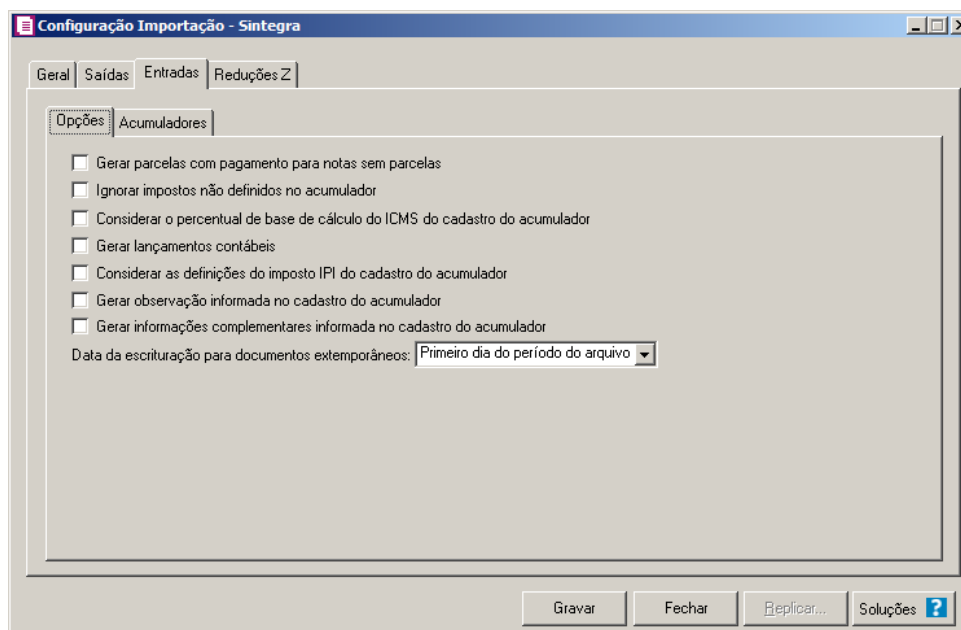 Configuração Importação - Sintegra
Geral Saídas Entradas Reduções Z
Opções Acumuladores
Gerar parcelas com pagamento para notas sem parcelas
Ignorar impostos não definidos no acumulador
Considerar o percentual de base de cálculo do ICMS do cadastro do acumulador
Gerar lançamentos contábeis
Considerar as definições do imposto IPI do cadastro do acumulador
Gerar observação informada no cadastro do acumulador
Gerar informações complementares informada no cadastro do acumulador
Data da escrituração para documentos extemporâneos: Primeiro dia do período do arquivo
Gravar Fechar Replicar... Soluções ?